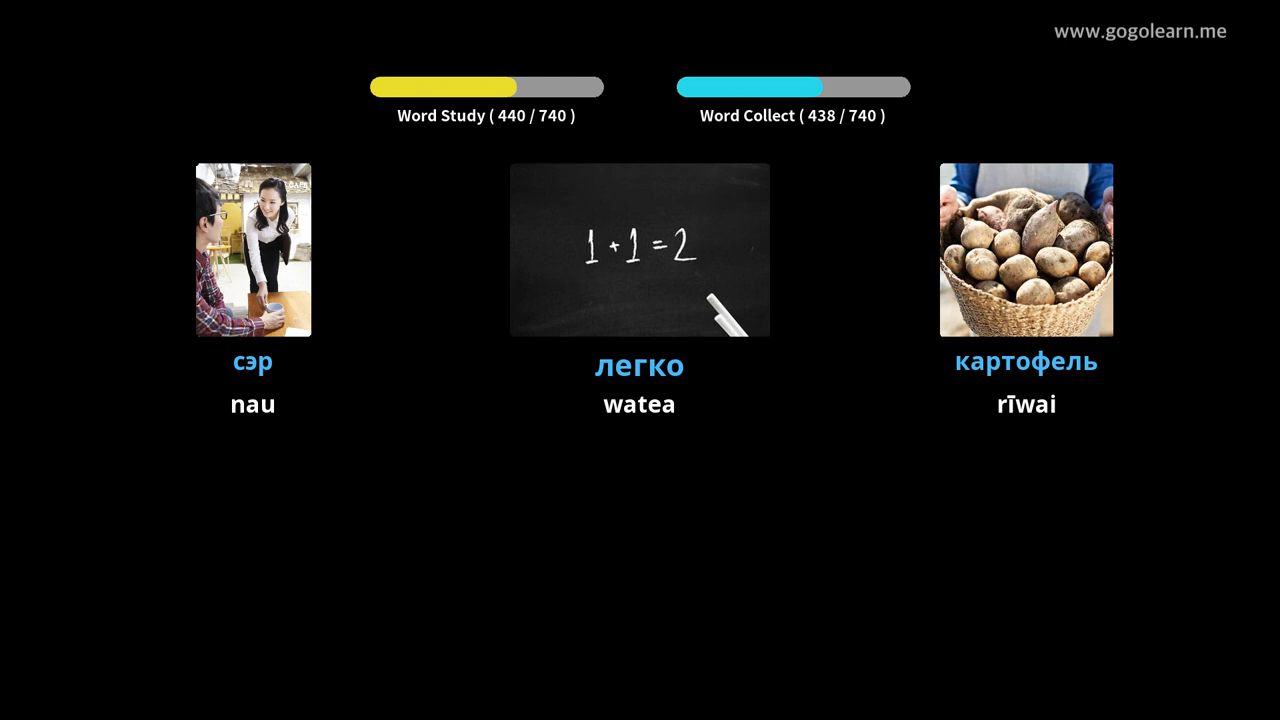 www.gogolearn.me
Word Study ( 440 / 740 )
Word Collect ( 438 / 740 )
1 + 1 = 2
сэр
легко
картофель
nau
watea
rīwai